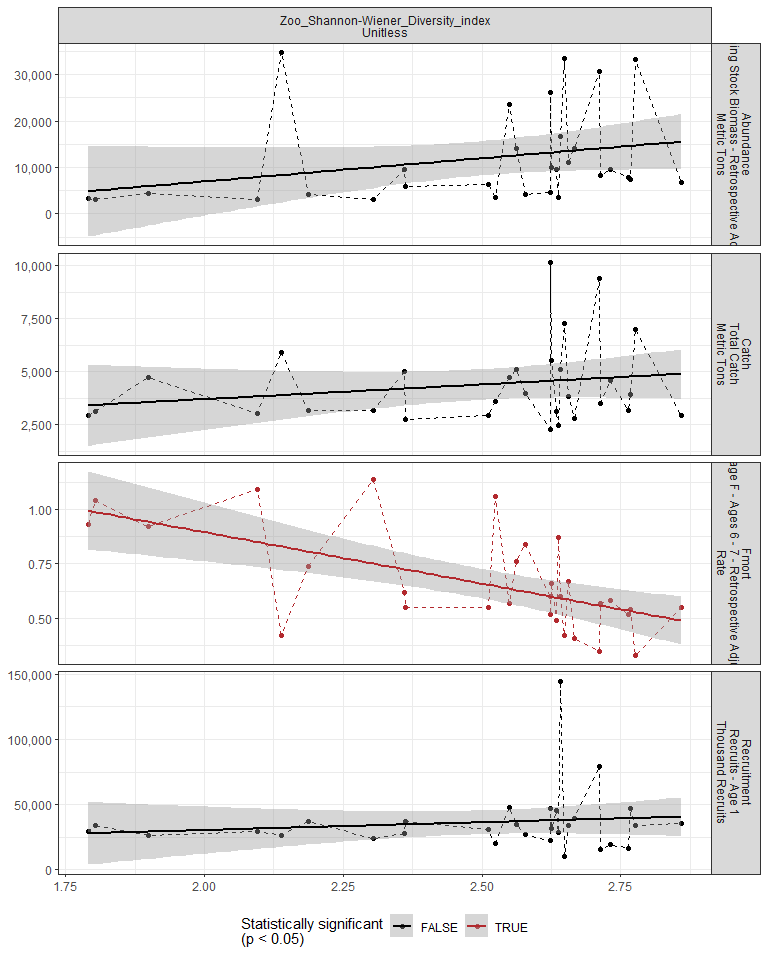 Zoo_Shannon-Wiener_Diversity_index
Unitless
30,000
20,000
10,000
0
Abundance
ing Stock Biomass - Retrospective Ad
Metric Tons
10,000
7,500
5,000
2,500
Catch
Total Catch
Metric Tons
1.00
0.75
0.50
Fmort
age F - Ages 6 - 7 - Retrospective Adju
Rate
150,000
100,000
50,000
0
Recruitment
Recruits - Age 1
Thousand Recruits
1.75 2.00 2.25 2.50 2.75
Statistically significant
(p < 0.05)
FALSE TRUE